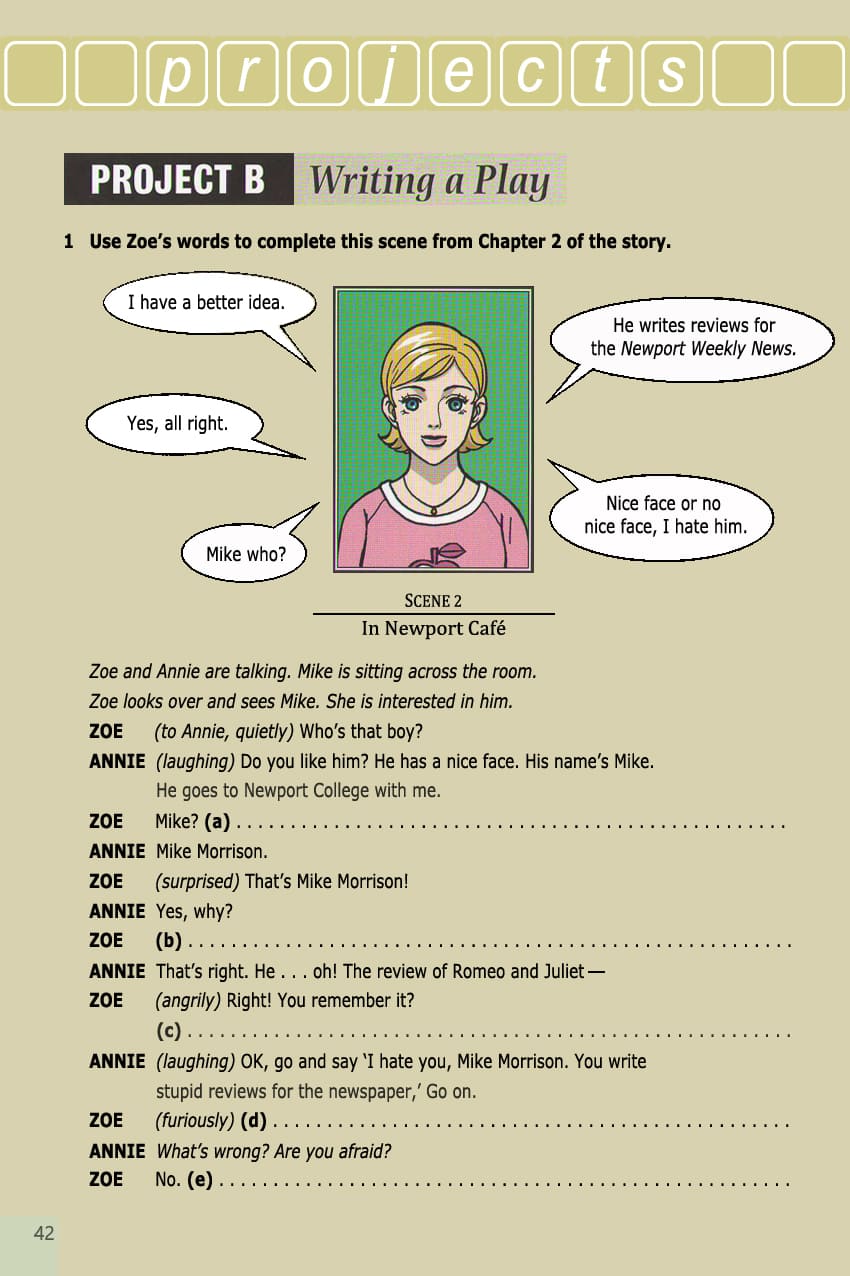 projects
PROJECT B Writing a Play
1 Use Zoe's words to complete this scene from Chapter 2 of the story.
I have a better idea.
He writes reviews for
the Newport Weekly News.
Yes, all right.
Nice face or no
nice face, I hate him.
Mike who?
SCENE 2
In Newport Café
Zoe and Annie are talking. Mike is sitting across the room.
Zoe looks over and sees Mike. She is interested in him.
ZOE (to Annie, quietly) Who's that boy?
ANNIE (laughing) Do you like him? He has a nice face. His name's Mike.
He goes to Newport College with me.
ZOE Mike? (a) . . . . . . . . . . . . . . . . . . . . . . . . . . . . . . . . . . . . . . . . . . . . . . . . . . .
ANNIE Mike Morrison.
ZOE (surprised) That's Mike Morrison!
ANNIE Yes, why?
ZOE (b) . . . . . . . . . . . . . . . . . . . . . . . . . . . . . . . . . . . . . . . . . . . . . . . . . . . . . . . .
ANNIE That's right. He . . . oh! The review of Romeo and Juliet —
ZOE (angrily) Right! You remember it?
(c) . . . . . . . . . . . . . . . . . . . . . . . . . . . . . . . . . . . . . . . . . . . . . . . . . . . . . . . .
ANNIE (laughing) OK, go and say ‘I hate you, Mike Morrison. You write
stupid reviews for the newspaper,’ Go on.
ZOE (furiously) (d) . . . . . . . . . . . . . . . . . . . . . . . . . . . . . . . . . . . . . . . . . . . . . . . .
ANNIE What's wrong? Are you afraid?
ZOE No. (e) . . . . . . . . . . . . . . . . . . . . . . . . . . . . . . . . . . . . . . . . . . . . . . . . . . . . .
42